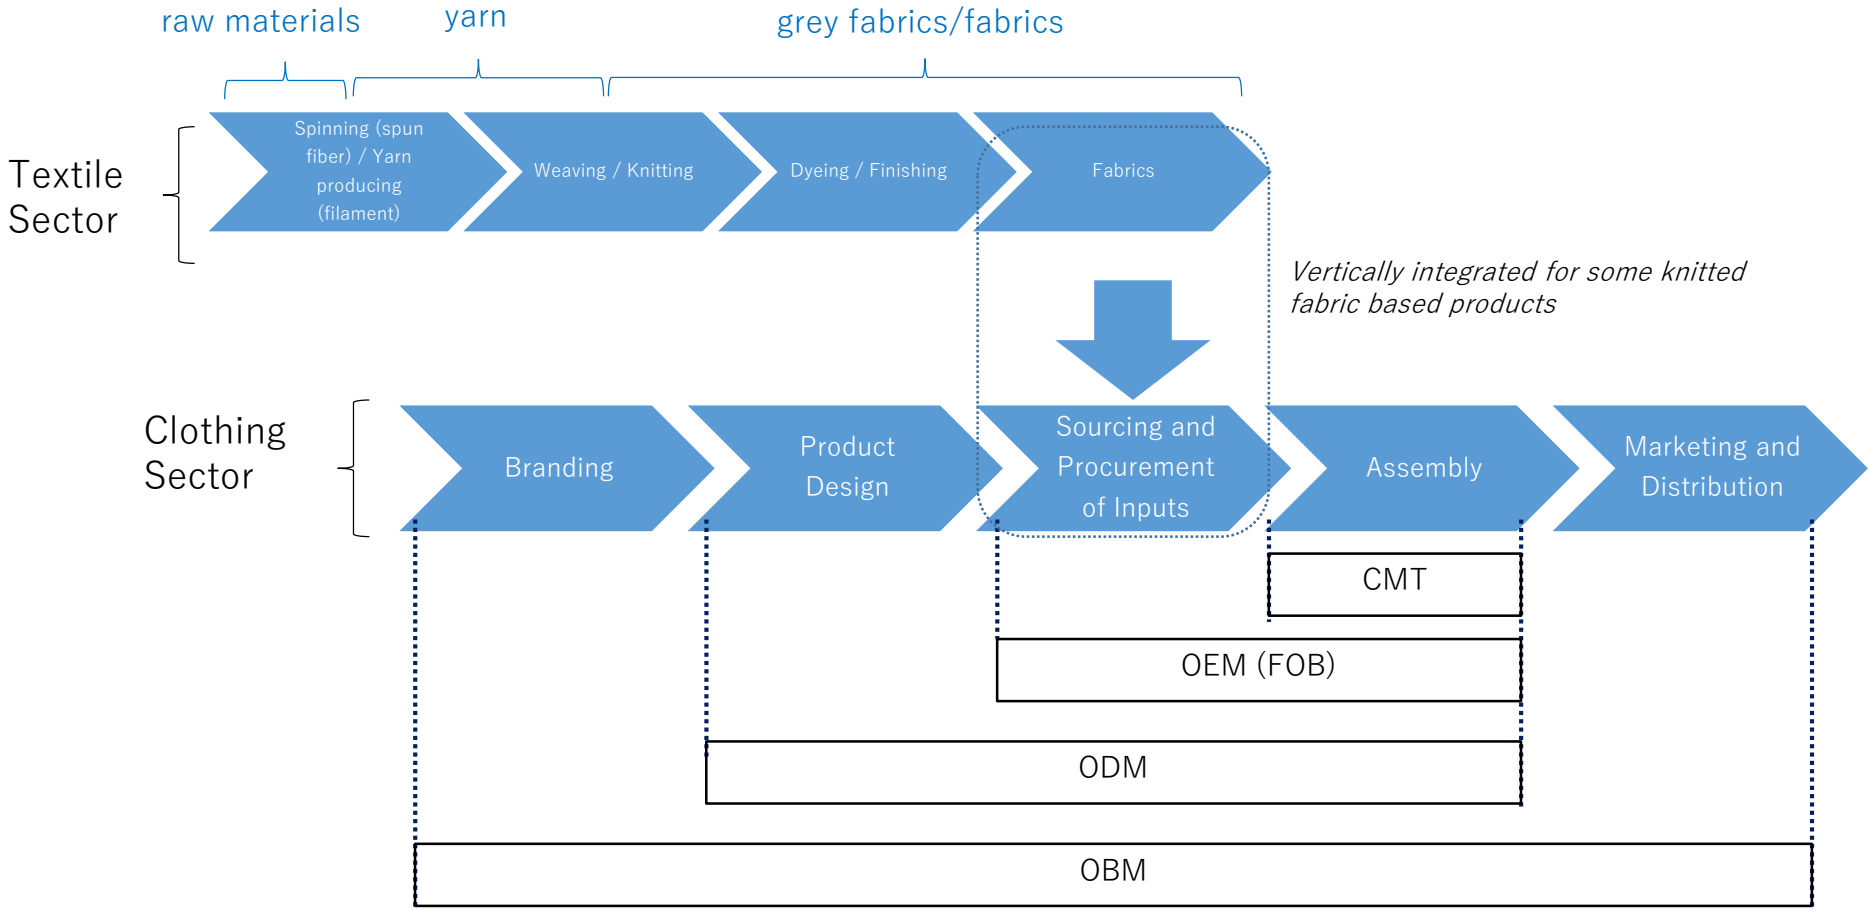 raw materials
yarn
grey fabrics/fabrics
Textile
Sector
Spinning (spun
fiber) / Yarn
producing
(filament)
Weaving / Knitting
Dyeing / Finishing
Fabrics
Vertically integrated for some knitted
fabric based products
Clothing
Sector
Branding
Product
Design
Sourcing and
Procurement
of Inputs
Assembly
Marketing and
Distribution
CMT
OEM (FOB)
ODM
OBM